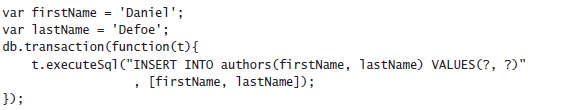 var firstName = 'Daniel';
var lastName = 'Defoe';
db.transaction(function(t){
    t.executeSql("INSERT INTO authors(firstName, lastName) VALUES(?, ?)"
                  , [firstName, lastName]);
});